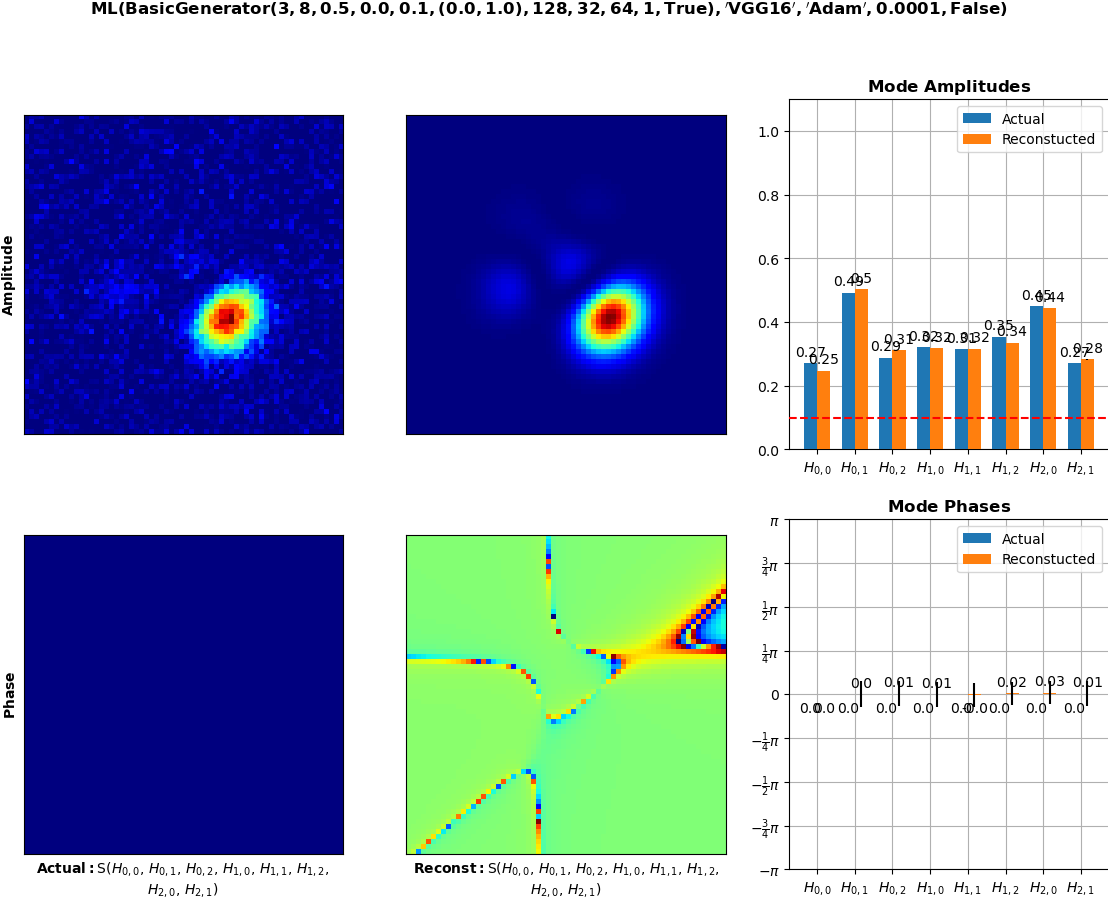 ML(BasicGenerator(3, 8, 0.5, 0.0, 0.1, (0.0, 1.0), 128, 32, 64, 1, True), ′VGG16′, ′Adam′, 0.0001, False)
Amplitude
Mode Amplitudes
Actual
Reconstucted
1.0
0.8
0.6
0.4
0.2
0.0
0.27 0.25 0.49 0.5 0.29 0.31 0.32 0.32 0.31 0.32 0.35 0.34 0.45 0.44 0.27 0.28
H0,0 H0,1 H0,2 H1,0 H1,1 H1,2 H2,0 H2,1
Phase
Actual: S(H0,0, H0,1, H0,2, H1,0, H1,1, H1,2,
H2,0, H2,1)
Reconst: S(H0,0, H0,1, H0,2, H1,0, H1,1, H1,2,
H2,0, H2,1)
Mode Phases
Actual
Reconstucted
π
3/4π
1/2π
1/4π
0
−1/4π
−1/2π
−3/4π
−π
0.0 0.0 0.0 0.0 0.0 0.01 0.0 0.01 0.0 -0.0 0.0 0.02 0.0 0.03 0.0 0.01
H0,0 H0,1 H0,2 H1,0 H1,1 H1,2 H2,0 H2,1